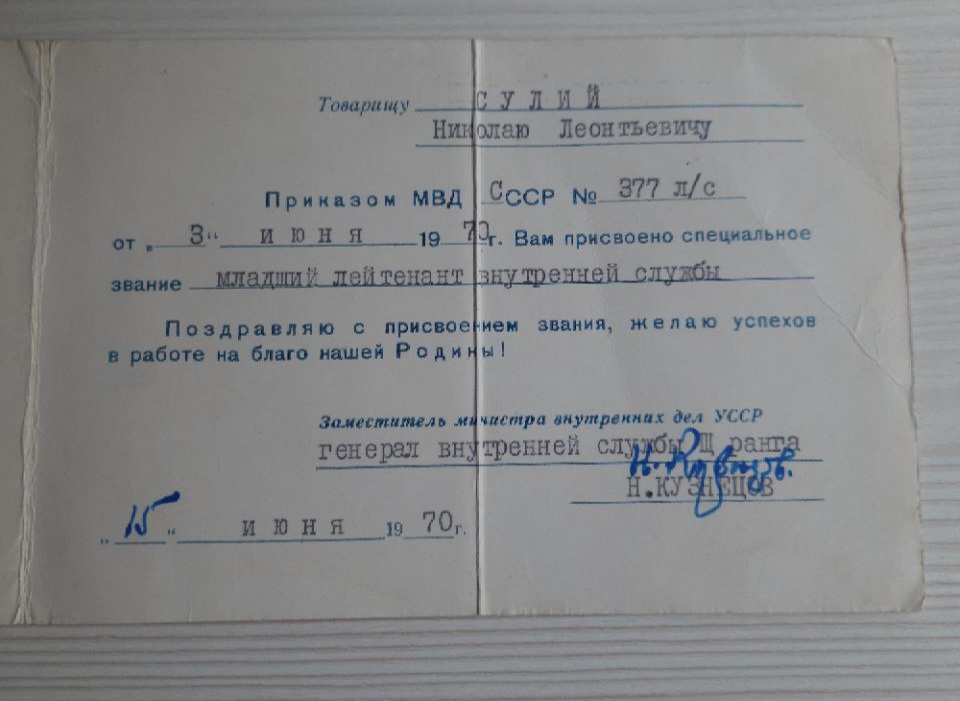 Товарищу СУЛИЙ
Николаю Леонтьевичу
Приказом МВД СССР № 377 л/с
от „ 3 " июня 1970г. Вам присвоено специальное
звание младший лейтенант внутренней службы
Поздравляю с присвоением звания, желаю успехов
в работе на благо нашей Родины!
Заместитель министра внутренних дел УССР
генерал внутренней службы Щ ранга
Н. Кузнецов.
Н.КУЗНЕЦОВ
„ 15 " июня 1970г.